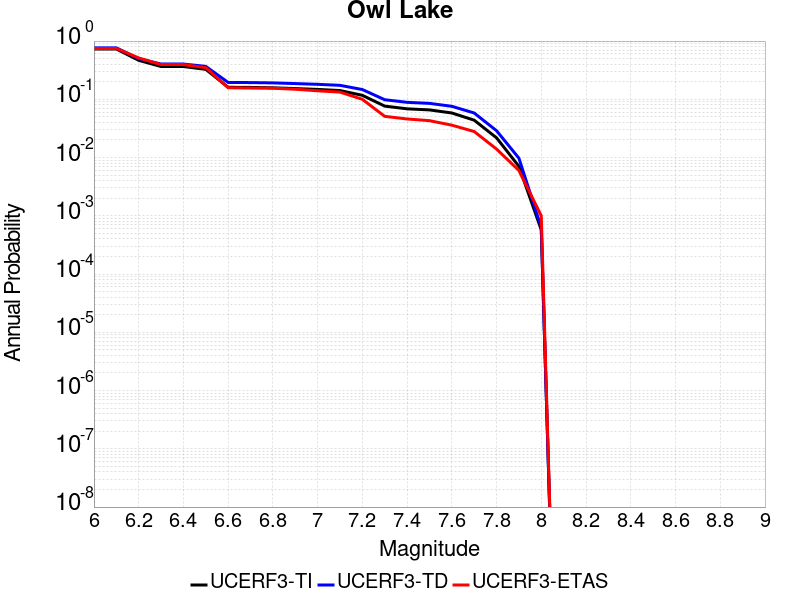 Owl Lake
Annual Probability
10^0
10^-1
10^-2
10^-3
10^-4
10^-5
10^-6
10^-7
10^-8
6 6.2 6.4 6.6 6.8 7 7.2 7.4 7.6 7.8 8 8.2 8.4 8.6 8.8 9
Magnitude
UCERF3-TI UCERF3-TD UCERF3-ETAS